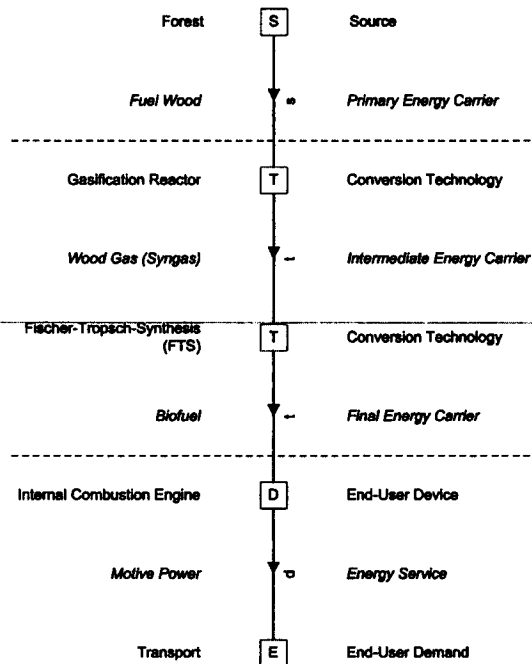 Forest S Source
Fuel Wood s Primary Energy Carrier
Gasification Reactor T Conversion Technology
Wood Gas (Syngas) t Intermediate Energy Carrier
Fischer-Tropsch-Synthesis
(FTS) T Conversion Technology
Biofuel t Final Energy Carrier
Internal Combustion Engine D End-User Device
Motive Power d Energy Service
Transport E End-User Demand